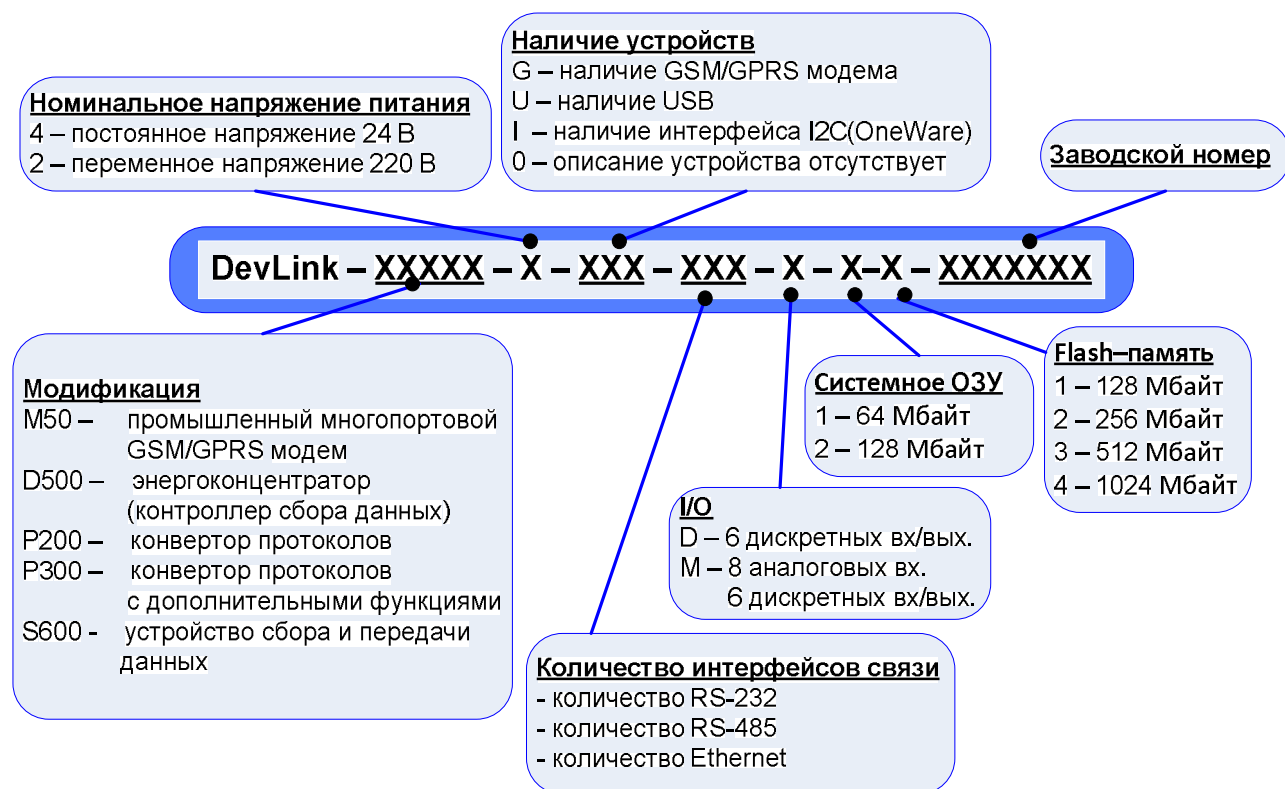 Номинальное напряжение питания
4 – постоянное напряжение 24 В
2 – переменное напряжение 220 В
Наличие устройств
G – наличие GSM/GPRS модема
U – наличие USB
I – наличие интерфейса I2C(OneWare)
0 – описание устройства отсутствует
Заводской номер
DevLink – XXXXX – X – XXX – XXX – X – X–X – XXXXXXX
Модификация
M50 – промышленный многопортовой
GSM/GPRS модем
D500 – энергоконцентратор
(контроллер сбора данных)
P200 – конвертор протоколов
P300 – конвертор протоколов
с дополнительными функциями
S600 - устройство сбора и передачи
данных
Количество интерфейсов связи
- количество RS-232
- количество RS-485
- количество Ethernet
I/O
D – 6 дискретных вх/вых.
M – 8 аналоговых вх.
6 дискретных вх/вых.
Системное ОЗУ
1 – 64 Мбайт
2 – 128 Мбайт
Flash–память
1 – 128 Мбайт
2 – 256 Мбайт
3 – 512 Мбайт
4 – 1024 Мбайт